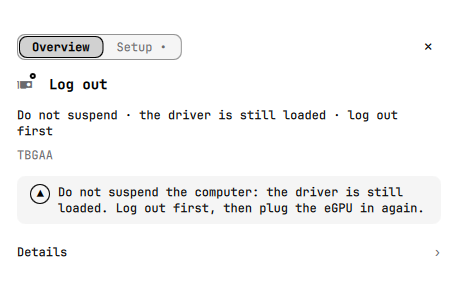 Overview Setup •
×
Log out
Do not suspend · the driver is still loaded · log out
first
TBGAA
Do not suspend the computer: the driver is still
loaded. Log out first, then plug the eGPU in again.
Details ›